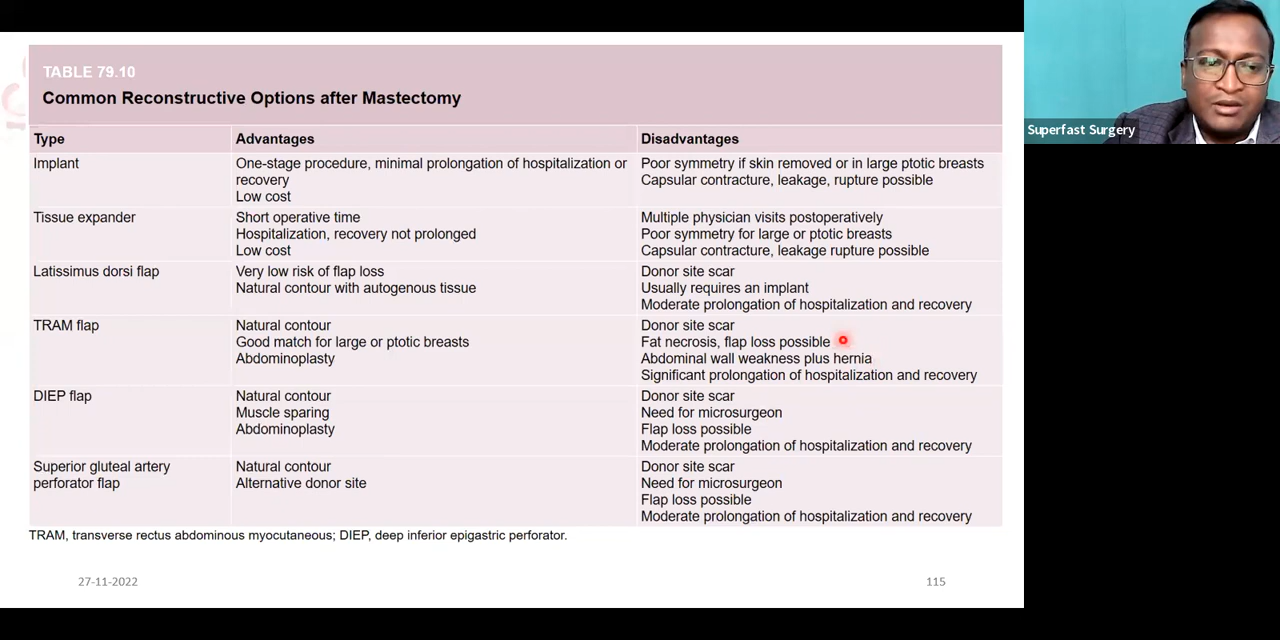 TABLE 79.10
Common Reconstructive Options after Mastectomy
Type Advantages Disadvantages
Implant
One-stage procedure, minimal prolongation of hospitalization or
recovery
Low cost
Poor symmetry if skin removed or in large ptotic breasts
Capsular contracture, leakage, rupture possible
Tissue expander
Short operative time
Hospitalization, recovery not prolonged
Low cost
Multiple physician visits postoperatively
Poor symmetry for large or ptotic breasts
Capsular contracture, leakage rupture possible
Latissimus dorsi flap
Very low risk of flap loss
Natural contour with autogenous tissue
Donor site scar
Usually requires an implant
Moderate prolongation of hospitalization and recovery
TRAM flap
Natural contour
Good match for large or ptotic breasts
Abdominoplasty
Donor site scar
Fat necrosis, flap loss possible
Abdominal wall weakness plus hernia
Significant prolongation of hospitalization and recovery
DIEP flap
Natural contour
Muscle sparing
Abdominoplasty
Donor site scar
Need for microsurgeon
Flap loss possible
Moderate prolongation of hospitalization and recovery
Superior gluteal artery
perforator flap
Natural contour
Alternative donor site
Donor site scar
Need for microsurgeon
Flap loss possible
Moderate prolongation of hospitalization and recovery
TRAM, transverse rectus abdominous myocutaneous; DIEP, deep inferior epigastric perforator.
27-11-2022
115
Superfast Surgery